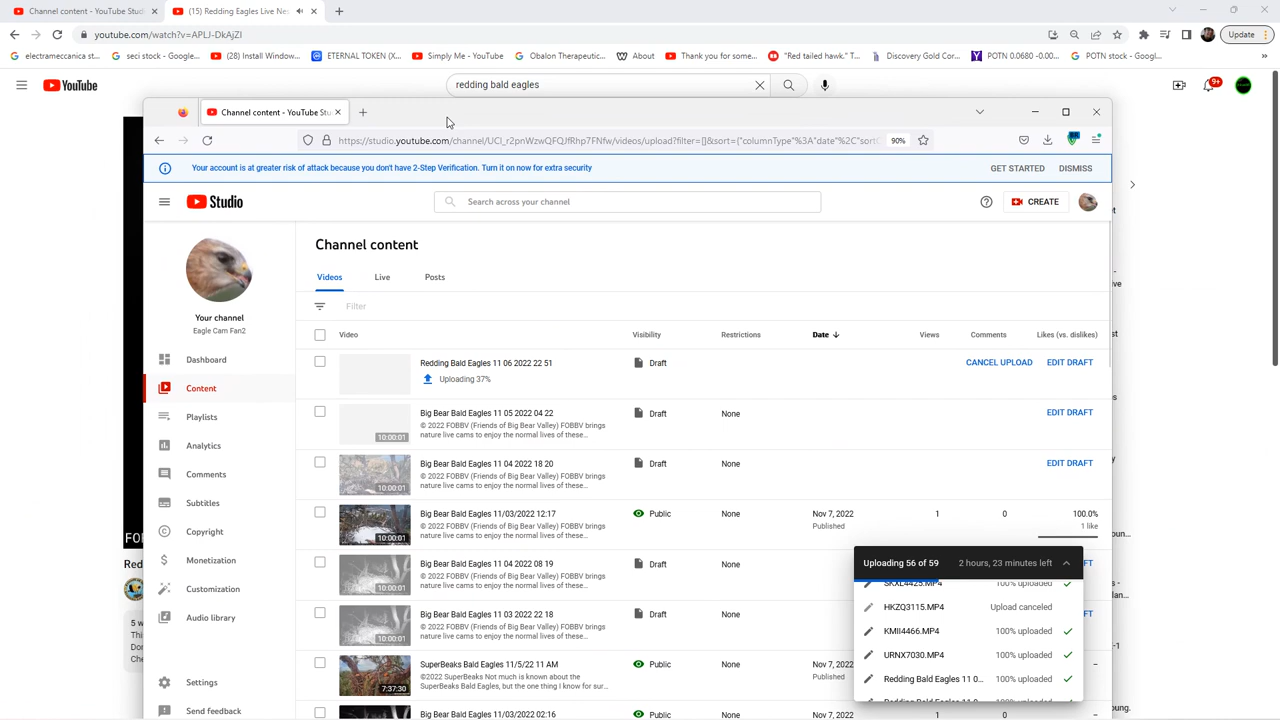 Channel content - YouTube Studi
(15) Redding Eagles Live Nes
youtube.com/watch?v=APLJ-DkAjZI
Update
electrameccanica st...
seci stock - Google...
(28) Install Window...
ETERNAL TOKEN (X...
Simply Me - YouTube
Obalon Therapeutic...
About
Thank you for some...
"Red tailed hawk." O...
Discovery Gold Cor...
POTN 0.0680 -0.00...
POTN stock - Googl...
»
YouTube
redding bald eagles
9+
Channel content - YouTube Stu
https://studio.youtube.com/channel/UCI_r2pnWzwQFQJfRhp7FNfw/videos/upload?filter=[]&sort={"columnType"%3A"date"%2C"sortO
90%
Your account is at greater risk of attack because you don't have 2-Step Verification. Turn it on now for extra security
GET STARTED
DISMISS
Studio
Search across your channel
CREATE
Channel content
Videos
Live
Posts
Filter
Your channel
Eagle Cam Fan2
Dashboard
Content
Playlists
Analytics
Comments
Subtitles
Copyright
Monetization
Customization
Audio library
Settings
Send feedback
Video
Visibility
Restrictions
Date
Views
Comments
Likes (vs. dislikes)
Redding Bald Eagles 11 06 2022 22 51
Uploading 37%
Draft
CANCEL UPLOAD
EDIT DRAFT
10:00:01
Big Bear Bald Eagles 11 05 2022 04 22
© 2022 FOBBV (Friends of Big Bear Valley) FOBBV brings
nature live cams to enjoy the normal lives of these...
Draft
None
EDIT DRAFT
10:00:01
Big Bear Bald Eagles 11 04 2022 18 20
© 2022 FOBBV (Friends of Big Bear Valley) FOBBV brings
nature live cams to enjoy the normal lives of these...
Draft
None
EDIT DRAFT
10:00:01
Big Bear Bald Eagles 11/03/2022 12:17
© 2022 FOBBV (Friends of Big Bear Valley) FOBBV brings
nature live cams to enjoy the normal lives of these...
Public
None
Nov 7, 2022
Published
1
0
100.0%
1 like
10:00:01
Big Bear Bald Eagles 11 04 2022 08 19
© 2022 FOBBV (Friends of Big Bear Valley) FOBBV brings
nature live cams to enjoy the normal lives of these...
Draft
None
10:00:01
Big Bear Bald Eagles 11 03 2022 22 18
© 2022 FOBBV (Friends of Big Bear Valley) FOBBV brings
nature live cams to enjoy the normal lives of these...
Draft
None
7:37:30
SuperBeaks Bald Eagles 11/5/22 11 AM
©2022 SuperBeaks Not much is known about the
SuperBeaks Bald Eagles, but the one thing I know for sur...
Public
None
Nov 7, 2022
Published
Big Bear Bald Eagles 11/03/2022 02:16
Public
None
Nov 7, 2022
1
0
Uploading 56 of 59
2 hours, 23 minutes left
SKXL4425.MP4
100% uploaded
HKZQ3115.MP4
Upload canceled
KMII4466.MP4
100% uploaded
URNX7030.MP4
100% uploaded
Redding Bald Eagles 11 0...
100% uploaded
FO
Red
5 w
Thi
Dor
Che